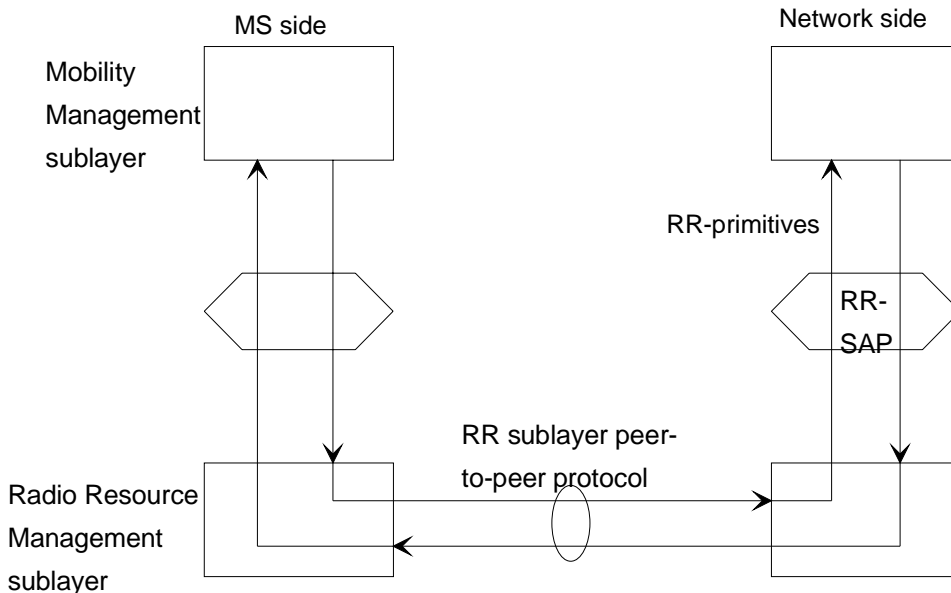 MS side
Network side
Mobility
Management
sublayer
RR-primitives
RR-
SAP
RR sublayer peer-
to-peer protocol
Radio Resource
Management
sublayer